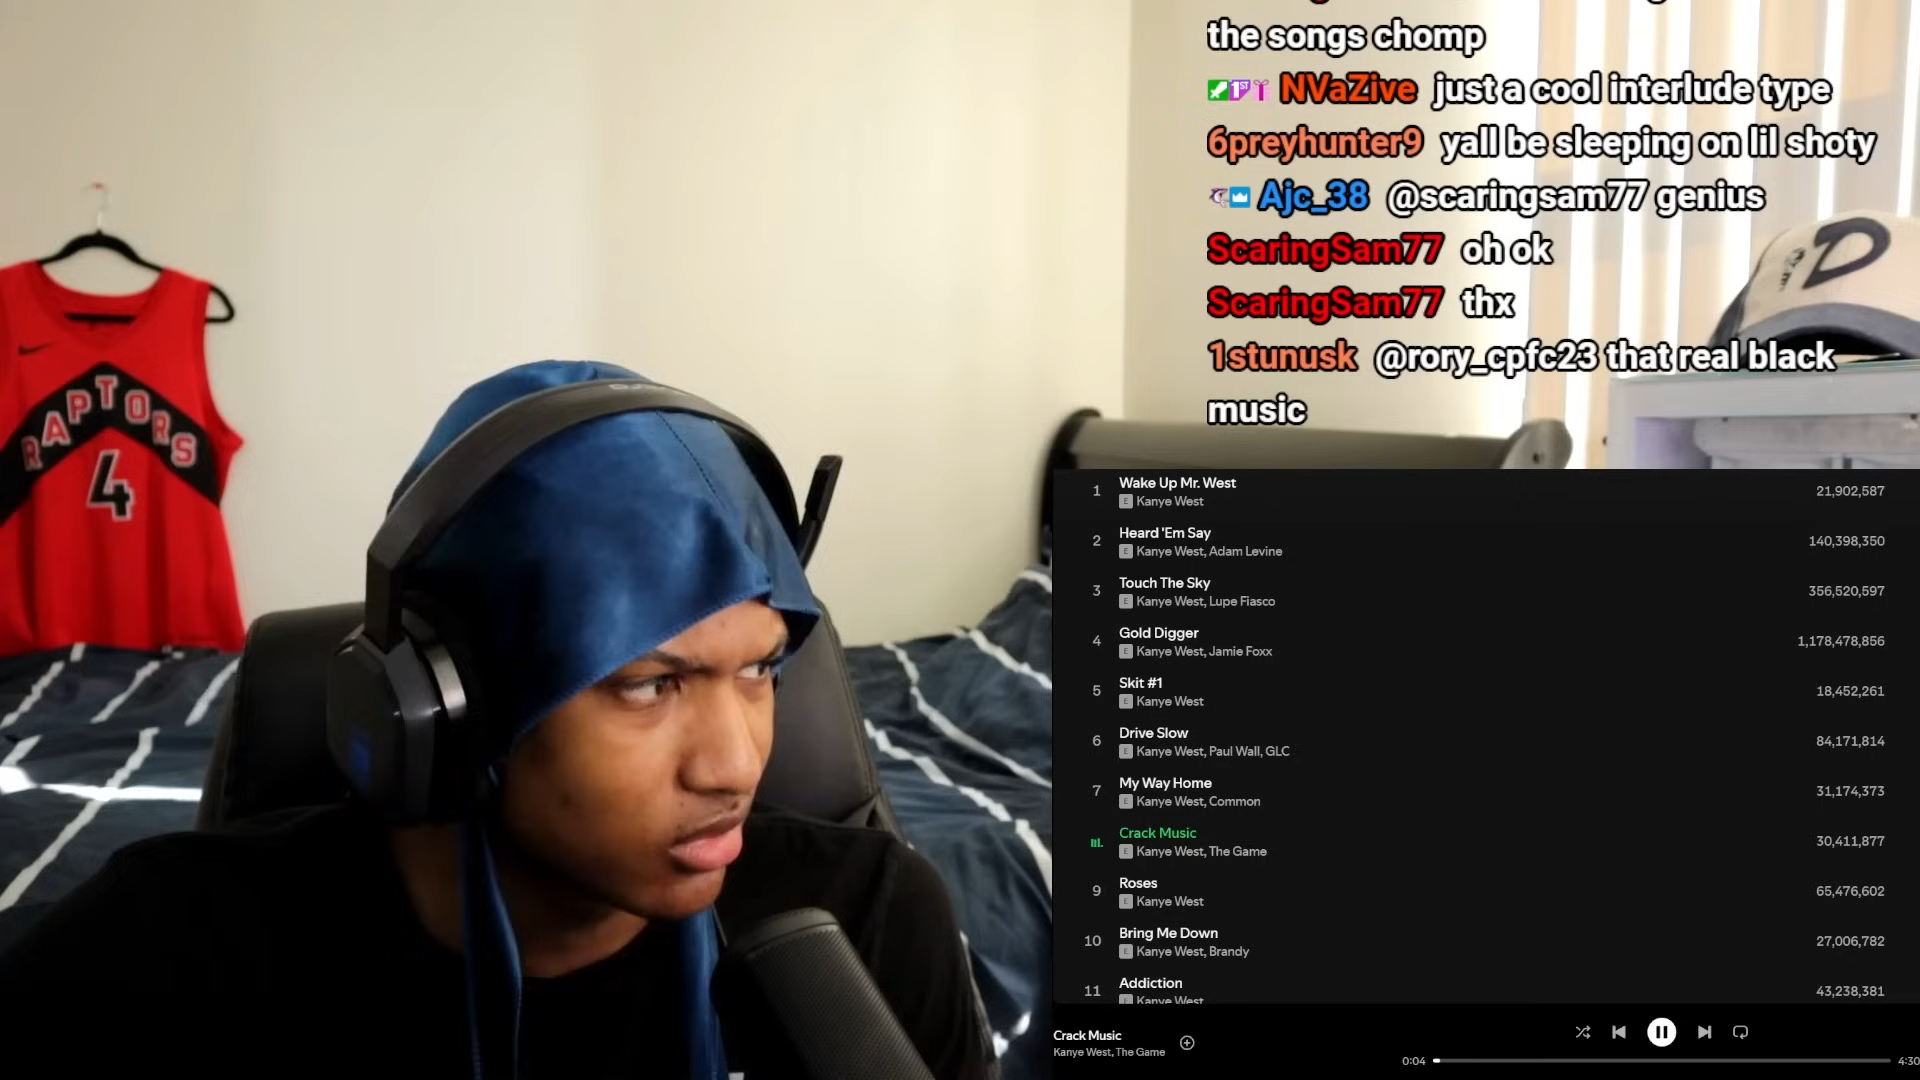 the songs chomp
NVaZive just a cool interlude type
6preyhunter9 yall be sleeping on lil shoty
Ajc_38 @scaringsam77 genius
ScaringSam77 oh ok
ScaringSam77 thx
1stunusk @rory_cpfc23 that real black
music
RAPTORS
4
D
1 Wake Up Mr. West 21,902,587
E Kanye West
2 Heard 'Em Say 140,398,350
E Kanye West, Adam Levine
3 Touch The Sky 356,520,597
E Kanye West, Lupe Fiasco
4 Gold Digger 1,178,478,856
E Kanye West, Jamie Foxx
5 Skit #1 18,452,261
E Kanye West
6 Drive Slow 84,171,814
E Kanye West, Paul Wall, GLC
7 My Way Home 31,174,373
E Kanye West, Common
Crack Music 30,411,877
E Kanye West, The Game
9 Roses 65,476,602
E Kanye West
10 Bring Me Down 27,006,782
E Kanye West, Brandy
11 Addiction 43,238,381
E Kanye West
Crack Music
Kanye West, The Game
0:04 4:30